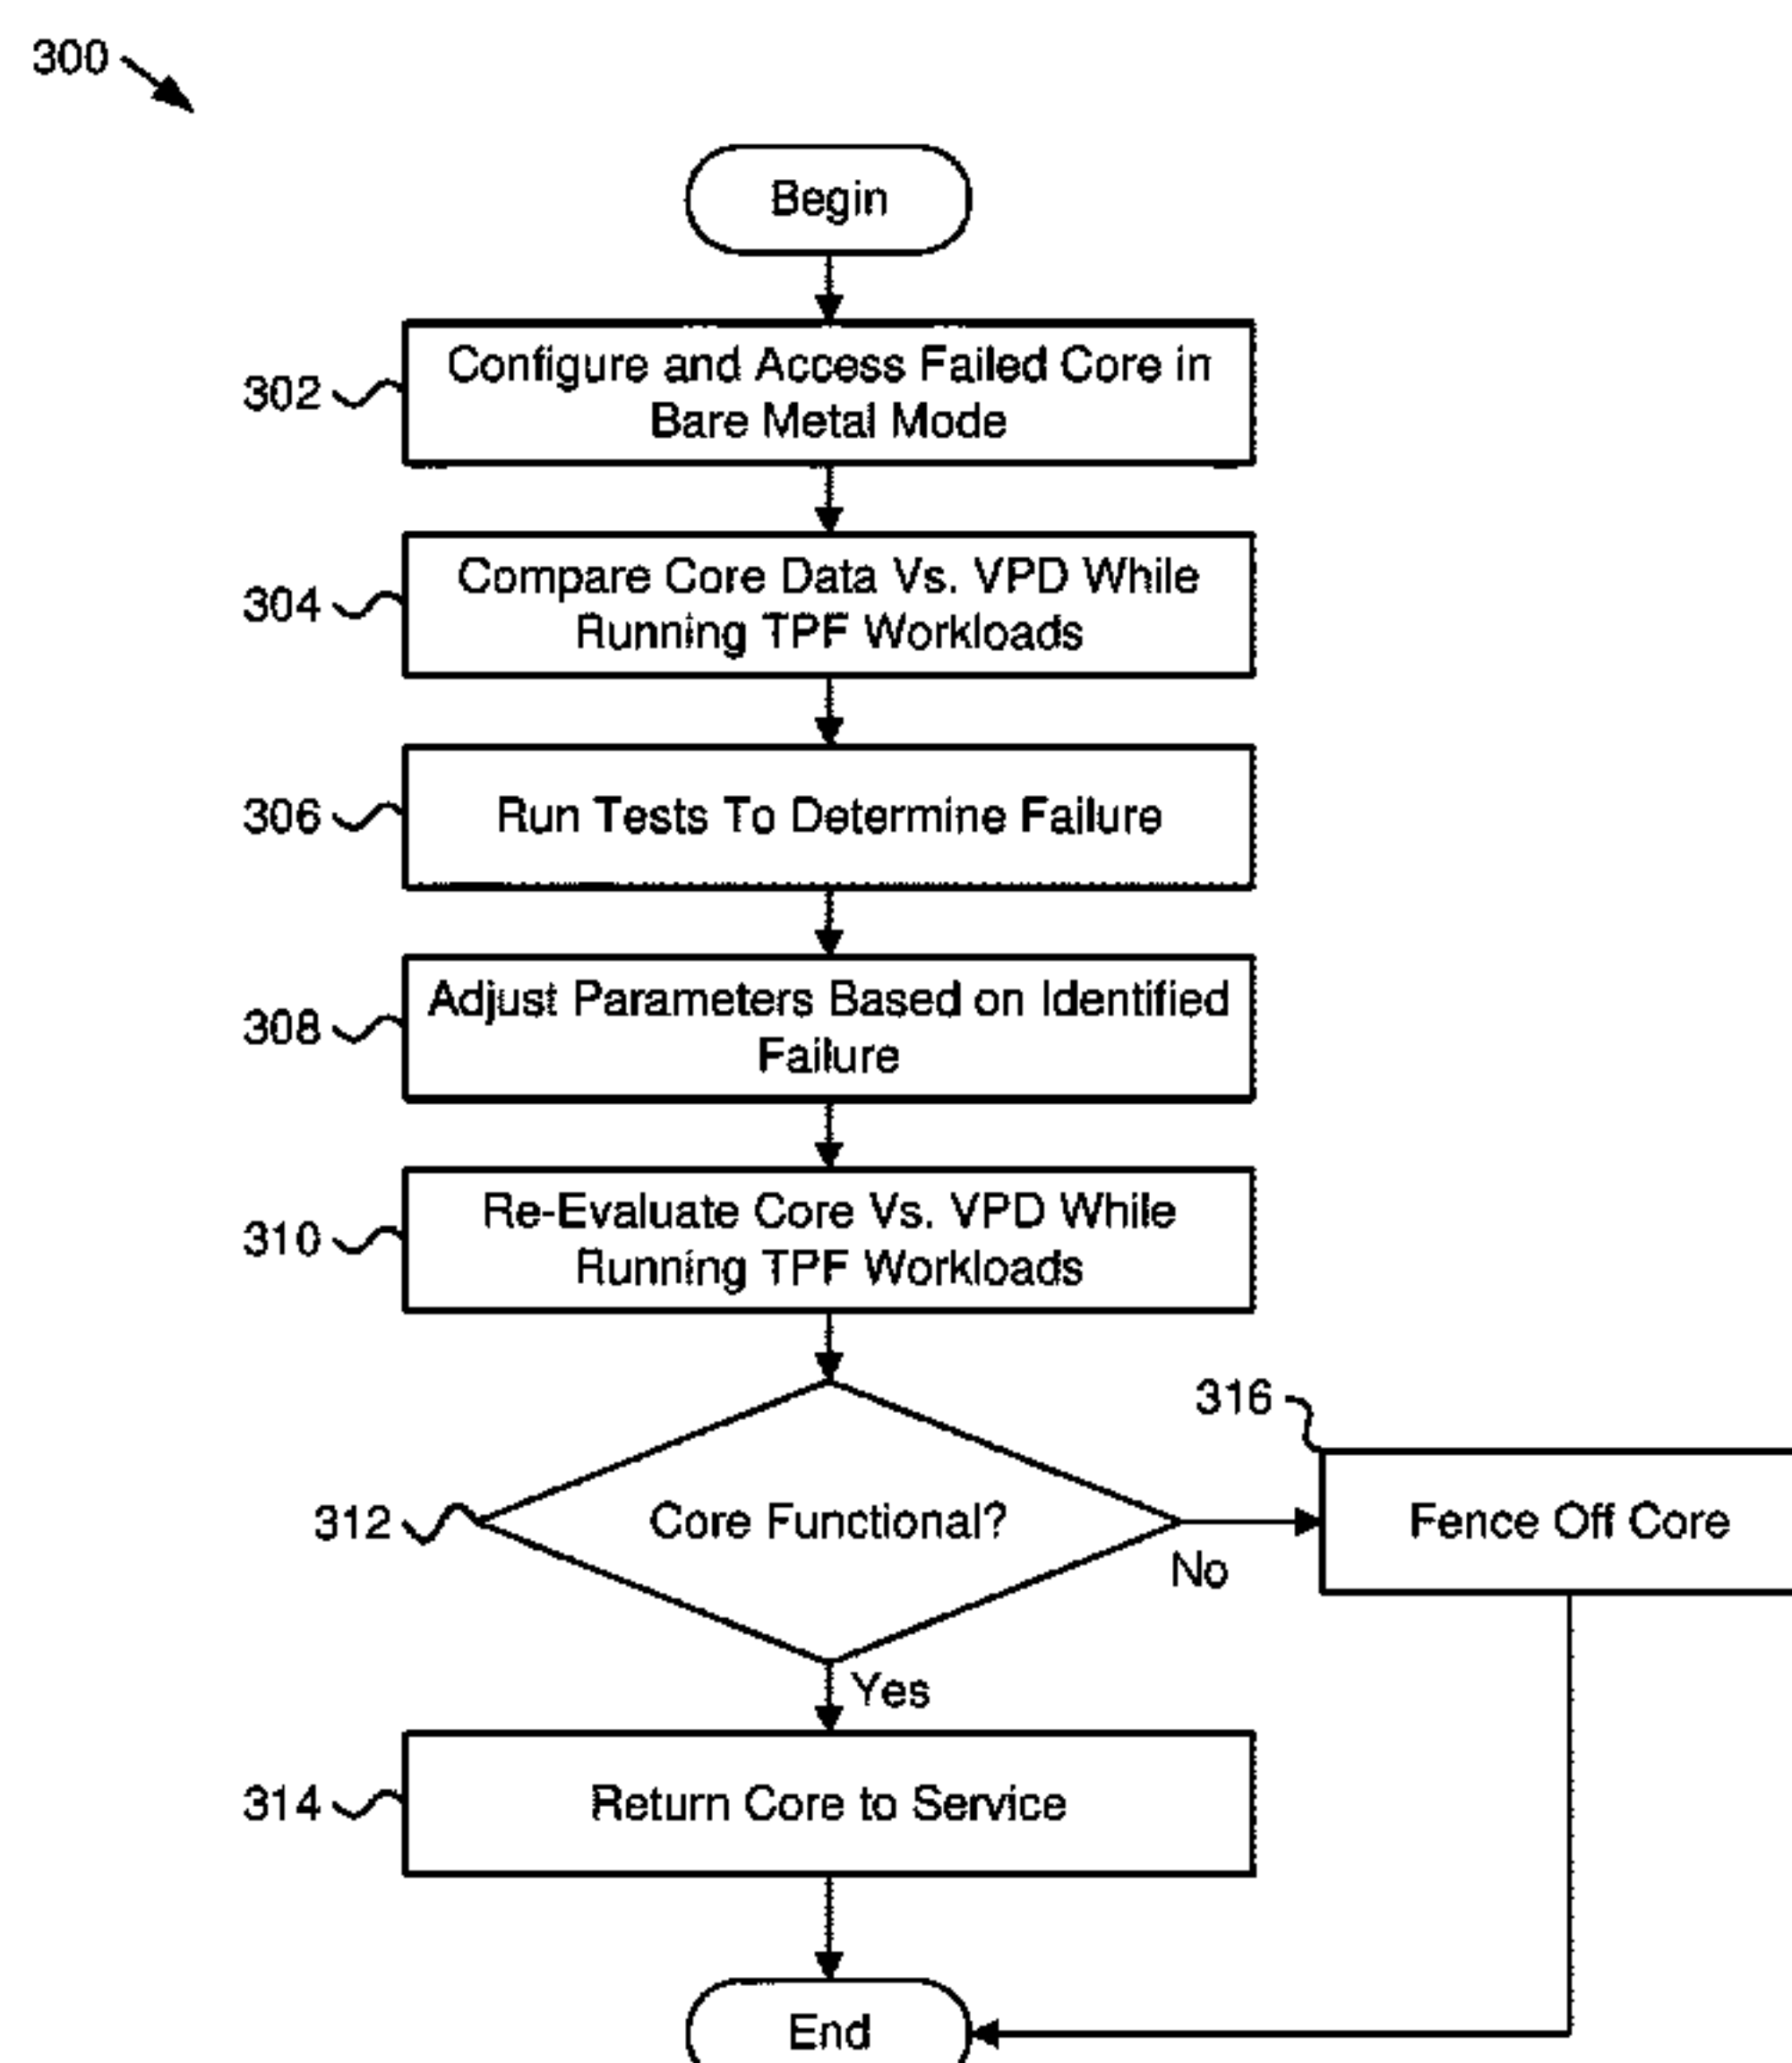 300
Begin
302
Configure and Access Failed Core in
Bare Metal Mode
304
Compare Core Data Vs. VPD While
Running TPF Workloads
306
Run Tests To Determine Failure
308
Adjust Parameters Based on Identified
Failure
310
Re-Evaluate Core Vs. VPD While
Running TPF Workloads
312
Core Functional?
316
Fence Off Core
No
Yes
314
Return Core to Service
End